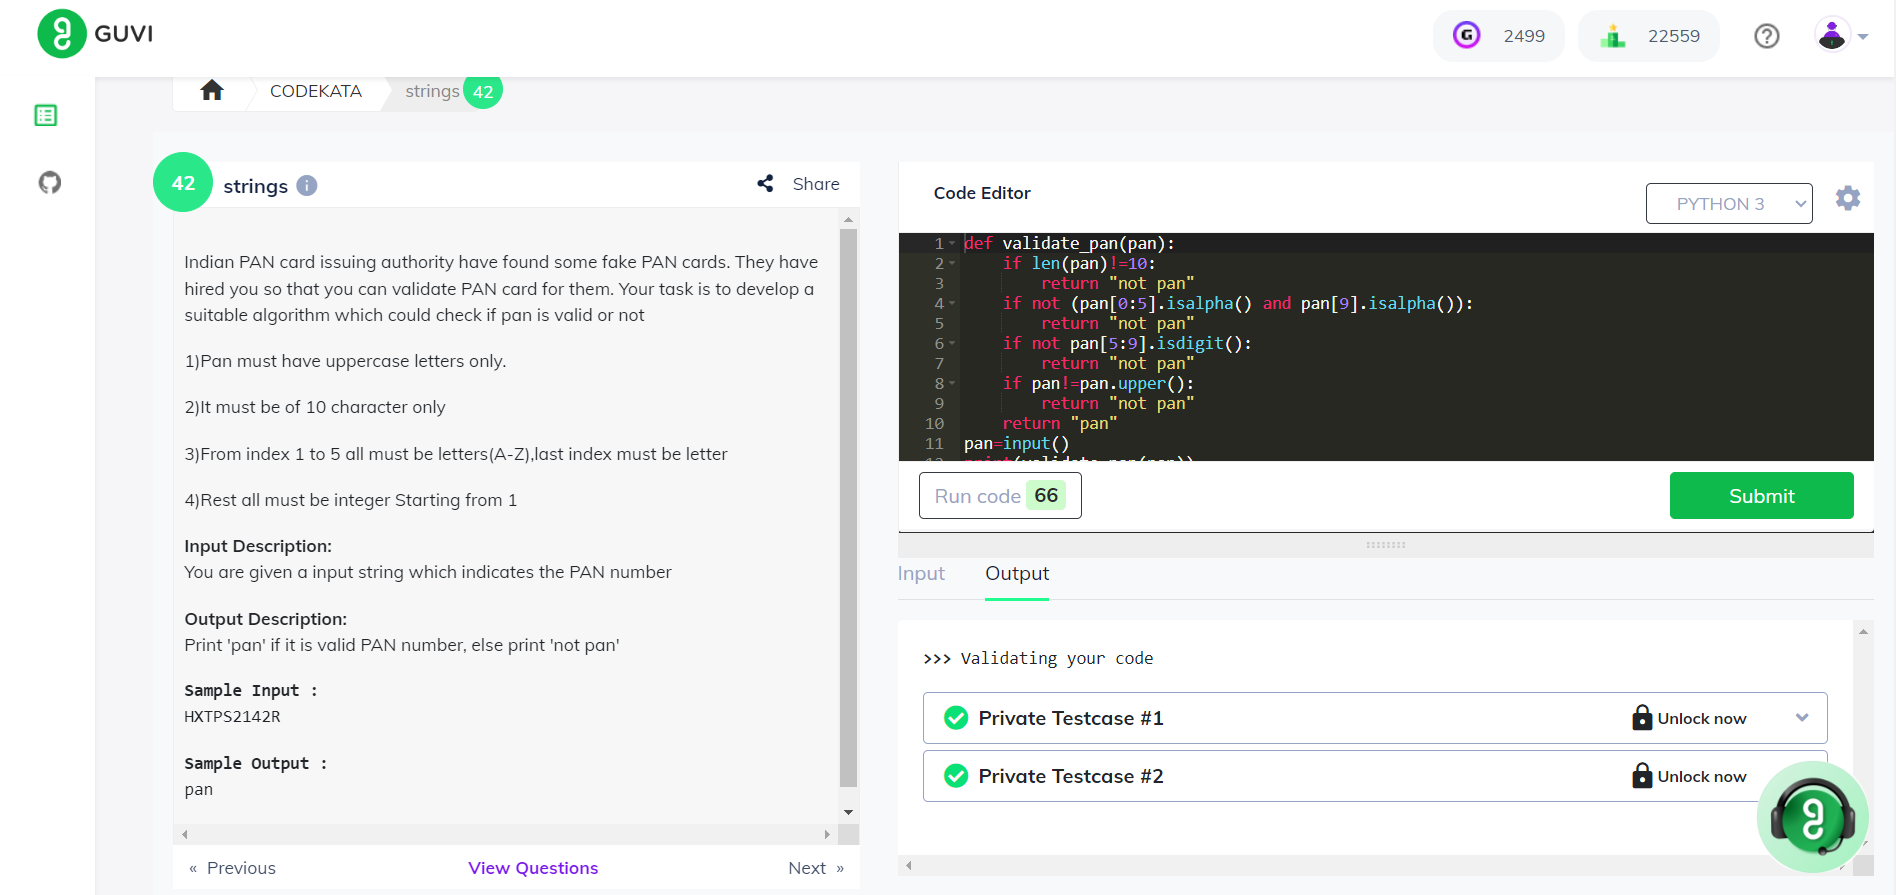 GUVI
2499
22559
CODEKATA
strings 42
42
strings
Share
Indian PAN card issuing authority have found some fake PAN cards. They have
hired you so that you can validate PAN card for them. Your task is to develop a
suitable algorithm which could check if pan is valid or not
1)Pan must have uppercase letters only.
2)It must be of 10 character only
3)From index 1 to 5 all must be letters(A-Z),last index must be letter
4)Rest all must be integer Starting from 1
Input Description:
You are given a input string which indicates the PAN number
Output Description:
Print 'pan' if it is valid PAN number, else print 'not pan'
Sample Input :
HXTPS2142R
Sample Output :
pan
« Previous
View Questions
Next »
Code Editor
PYTHON 3
1 def validate_pan(pan):
2 if len(pan)!=10:
3 return "not pan"
4 if not (pan[0:5].isalpha() and pan[9].isalpha()):
5 return "not pan"
6 if not pan[5:9].isdigit():
7 return "not pan"
8 if pan!=pan.upper():
9 return "not pan"
10 return "pan"
11 pan=input()
12 print(validate_pan(pan))
Run code 66
Submit
Input
Output
>>> Validating your code
Private Testcase #1
Unlock now
Private Testcase #2
Unlock now